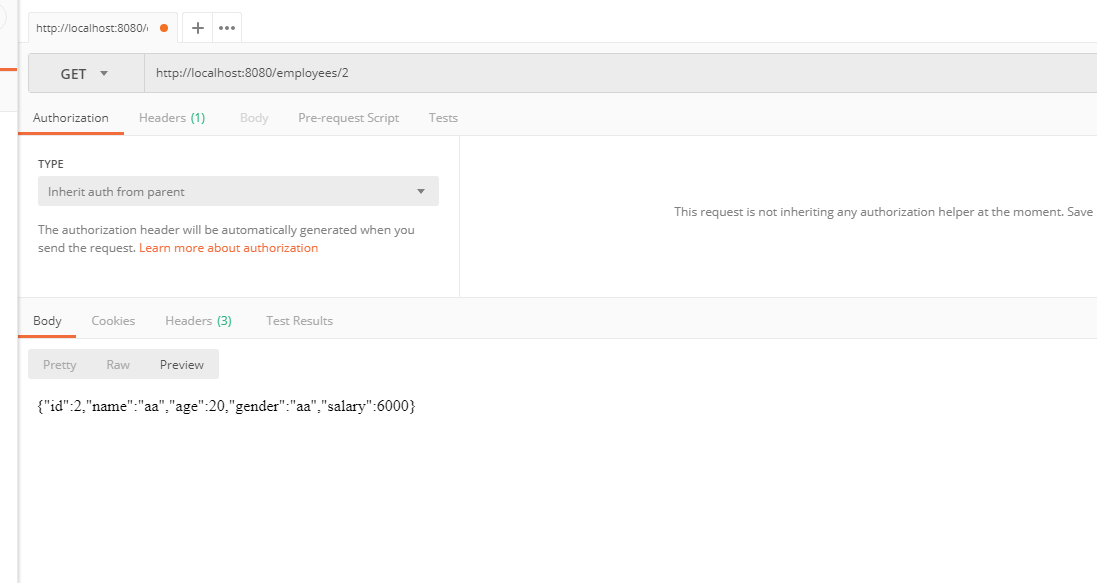 http://localhost:8080/
GET
http://localhost:8080/employees/2
Authorization
Headers (1)
Body
Pre-request Script
Tests
TYPE
Inherit auth from parent
The authorization header will be automatically generated when you
send the request. Learn more about authorization
This request is not inheriting any authorization helper at the moment. Save
Body
Cookies
Headers (3)
Test Results
Pretty
Raw
Preview
{"id":2,"name":"aa","age":20,"gender":"aa","salary":6000}